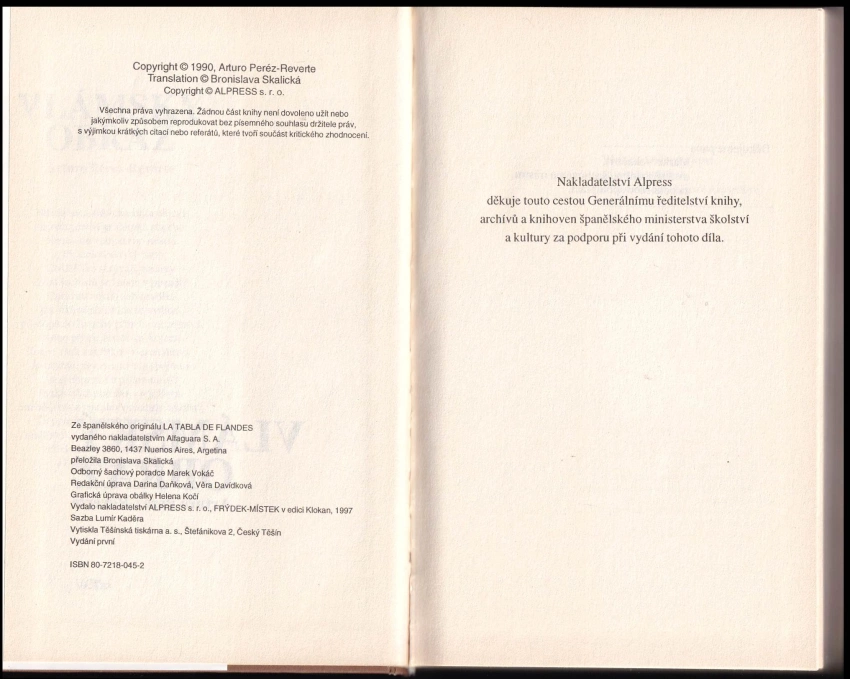 Copyright © 1990, Arturo Peréz-Reverte
Translation © Bronislava Skalická
Copyright © ALPRESS s. r. o.
Všechna práva vyhrazena. Žádnou část knihy není dovoleno užít nebo
jakýmkoliv způsobem reprodukovat bez písemného souhlasu držitele práv,
s výjimkou krátkých citací nebo referátů, které tvoří součást kritického zhodnocení.
Ze španělského originálu LA TABLA DE FLANDES
vydaného nakladatelstvím Alfaguara S. A.
Beazley 3860, 1437 Nuenos Aires, Argetina
přeložila Bronislava Skalická
Odborný šachový poradce Marek Vokáč
Redakční úprava Darina Daňková, Věra Davídková
Grafická úprava obálky Helena Kočí
Vydalo nakladatelství ALPRESS s. r. o., FRÝDEK-MÍSTEK v edici Klokan, 1997
Sazba Lumír Kaděra
Vytiskla Těšínská tiskárna a. s., Štefánikova 2, Český Těšín
Vydání první
ISBN 80-7218-045-2
Nakladatelství Alpress
děkuje touto cestou Generálnímu ředitelství knihy,
archívů a knihoven španělského ministerstva školství
a kultury za podporu při vydání tohoto díla.